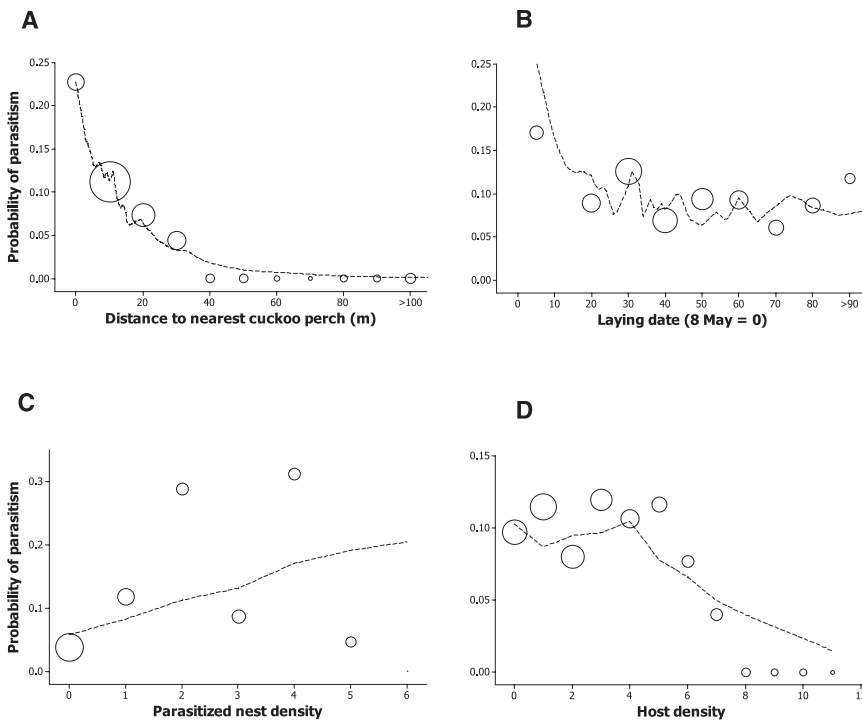 A
B
Probability of parasitism
0.25
0.20
0.15
0.10
0.05
0.00
0 20 40 60 80 >100
Distance to nearest cuckoo perch (m)
0.25
0.20
0.15
0.10
0.05
0.00
0 10 20 30 40 50 60 70 80 >90
Laying date (8 May = 0)
C
D
Probability of parasitism
0.3
0.2
0.1
0.0
0 1 2 3 4 5 6
Parasitized nest density
0.15
0.10
0.05
0.00
0 2 4 6 8 10 12
Host density